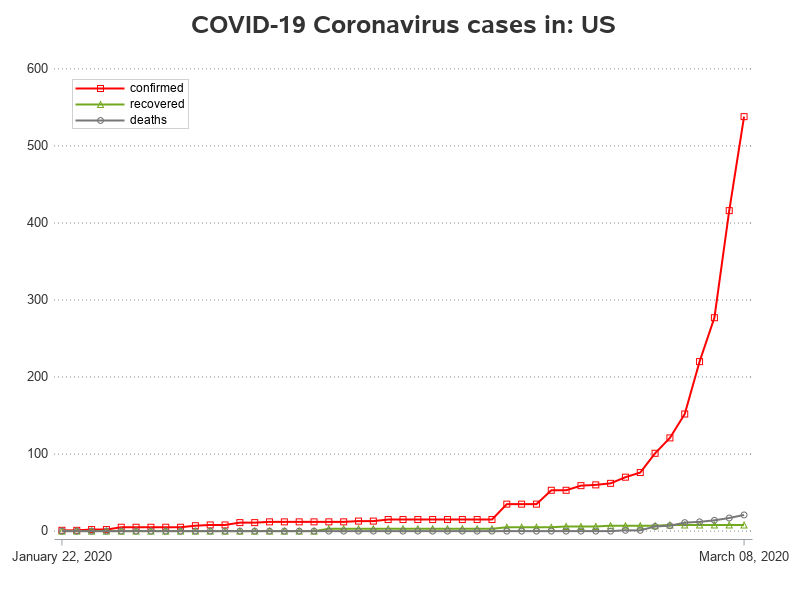 COVID-19 Coronavirus cases in: US
600
confirmed
recovered
deaths
500
400
300
200
100
0
January 22, 2020 March 08, 2020